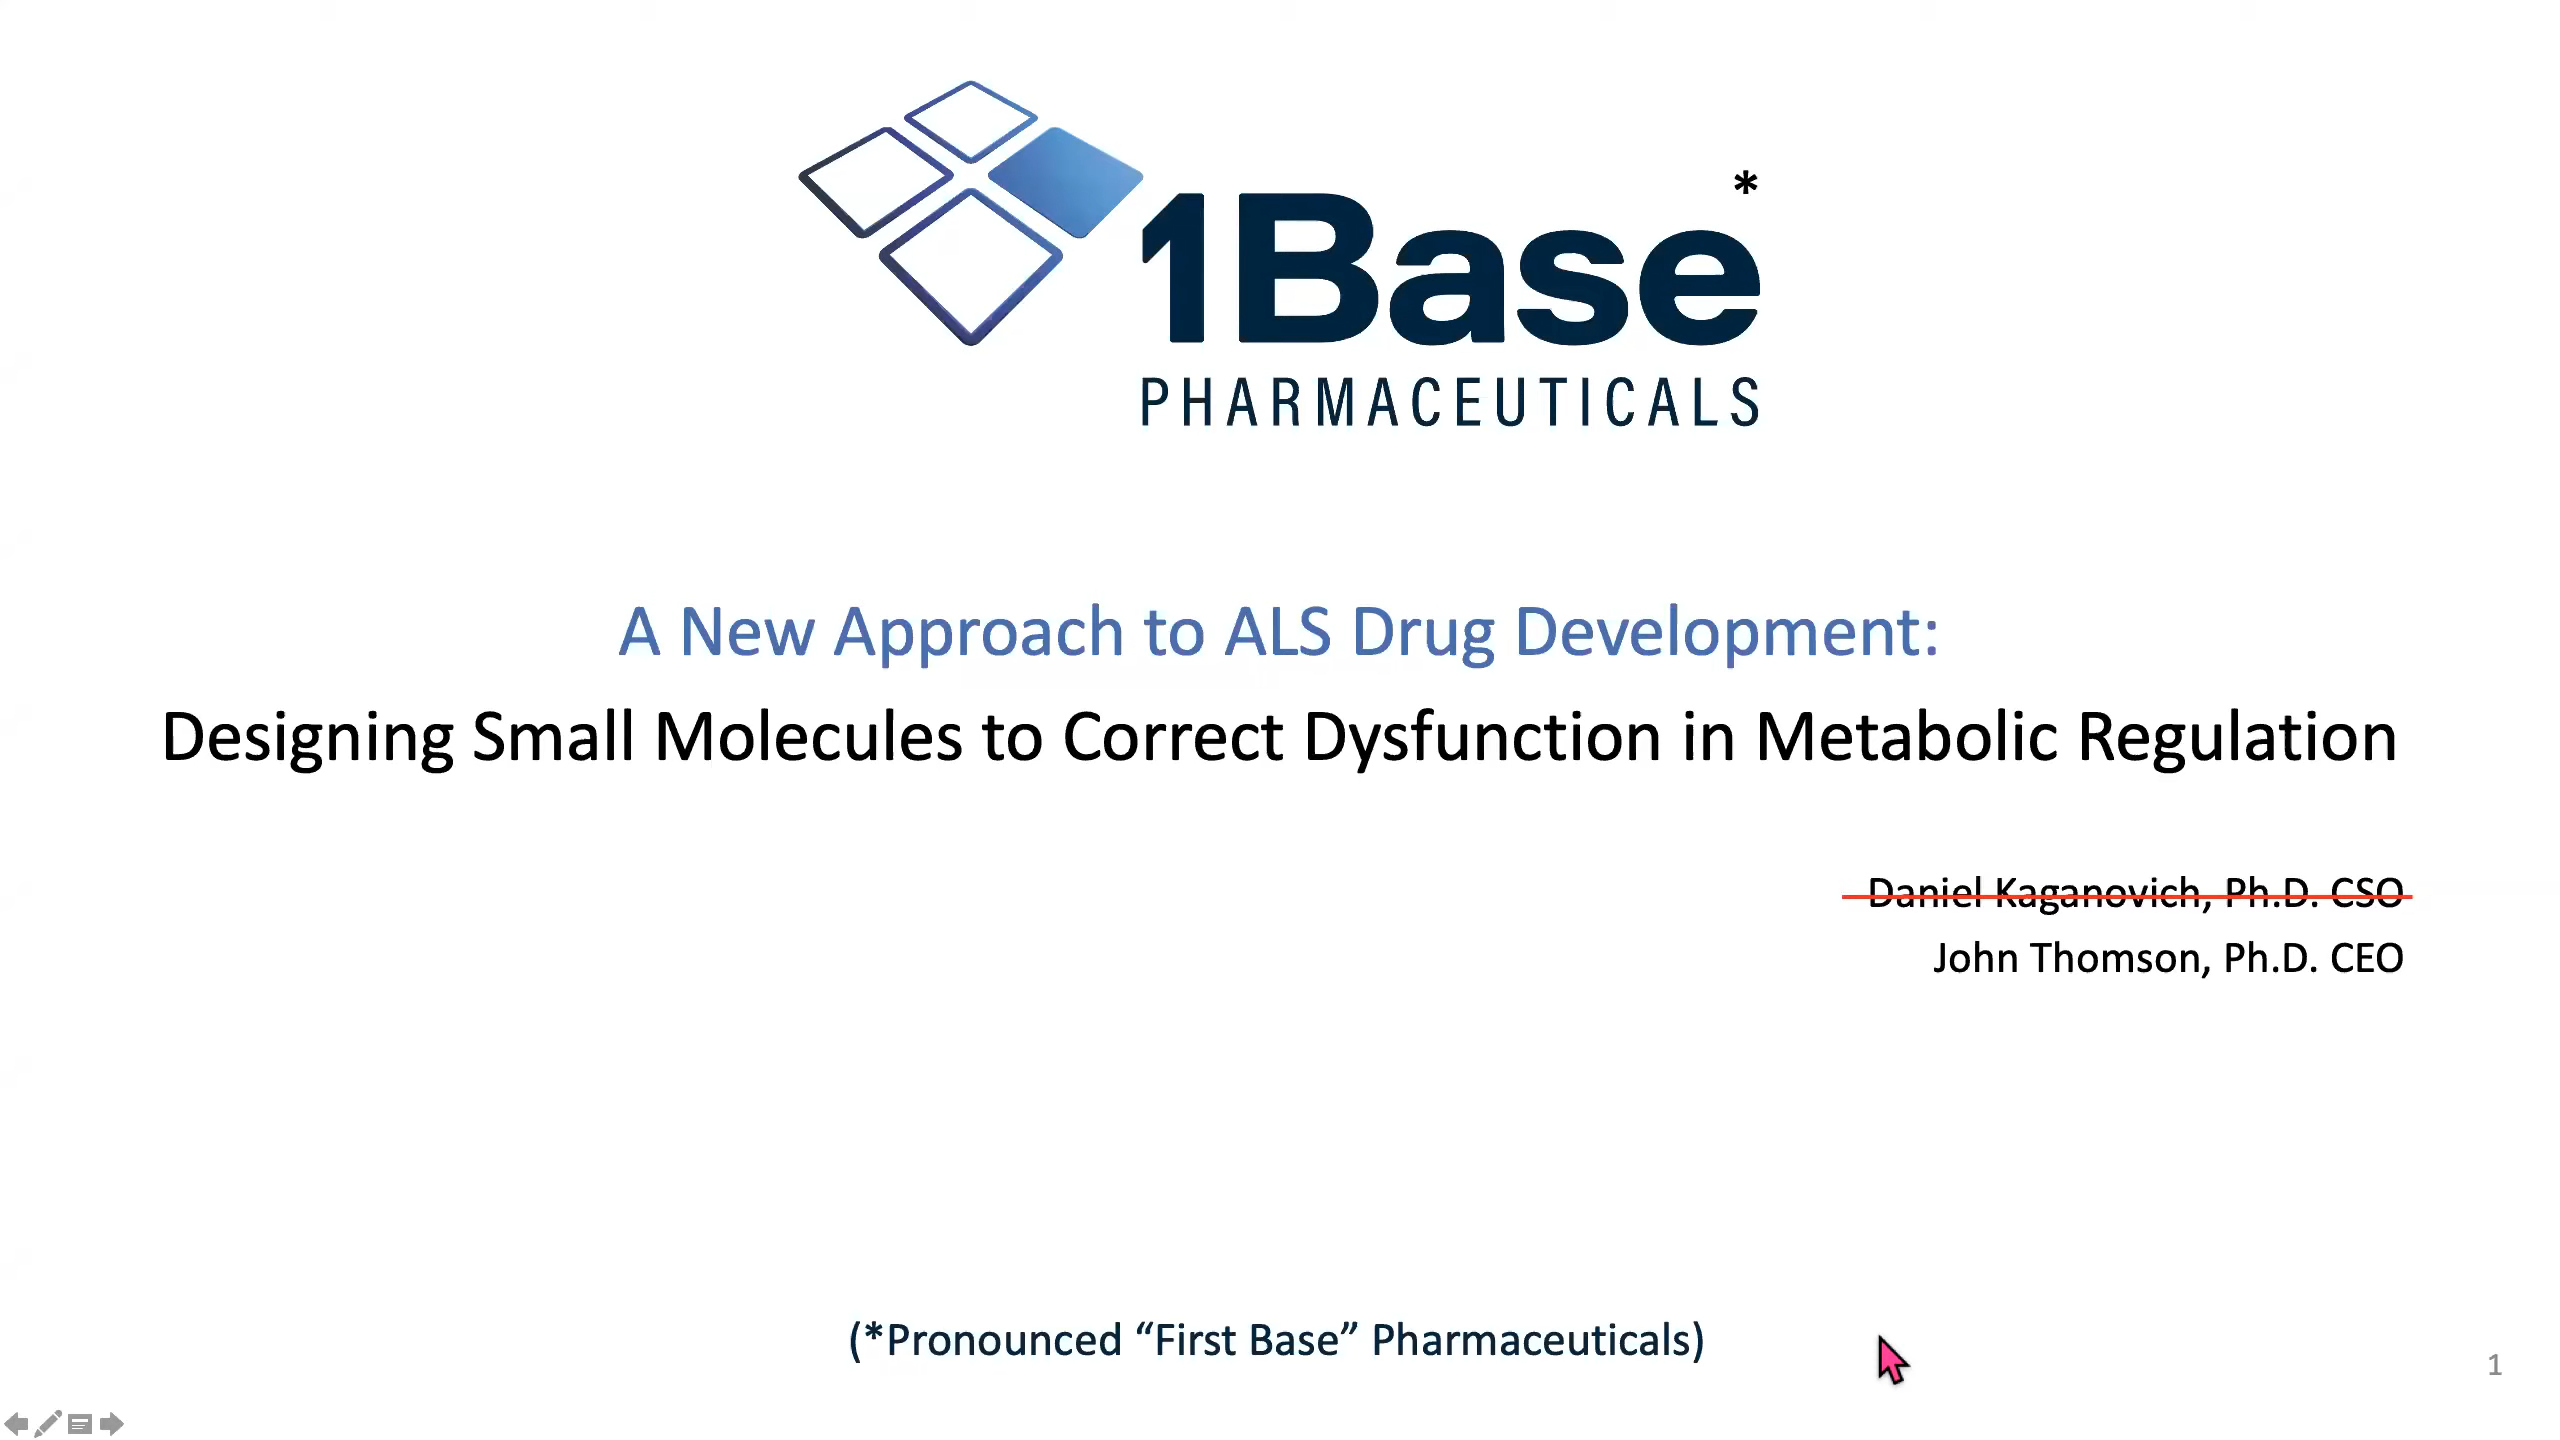 1Base*
PHARMACEUTICALS
A New Approach to ALS Drug Development:
Designing Small Molecules to Correct Dysfunction in Metabolic Regulation
Daniel Kaganovich, Ph.D. CSO
John Thomson, Ph.D. CEO
(*Pronounced “First Base” Pharmaceuticals)
1